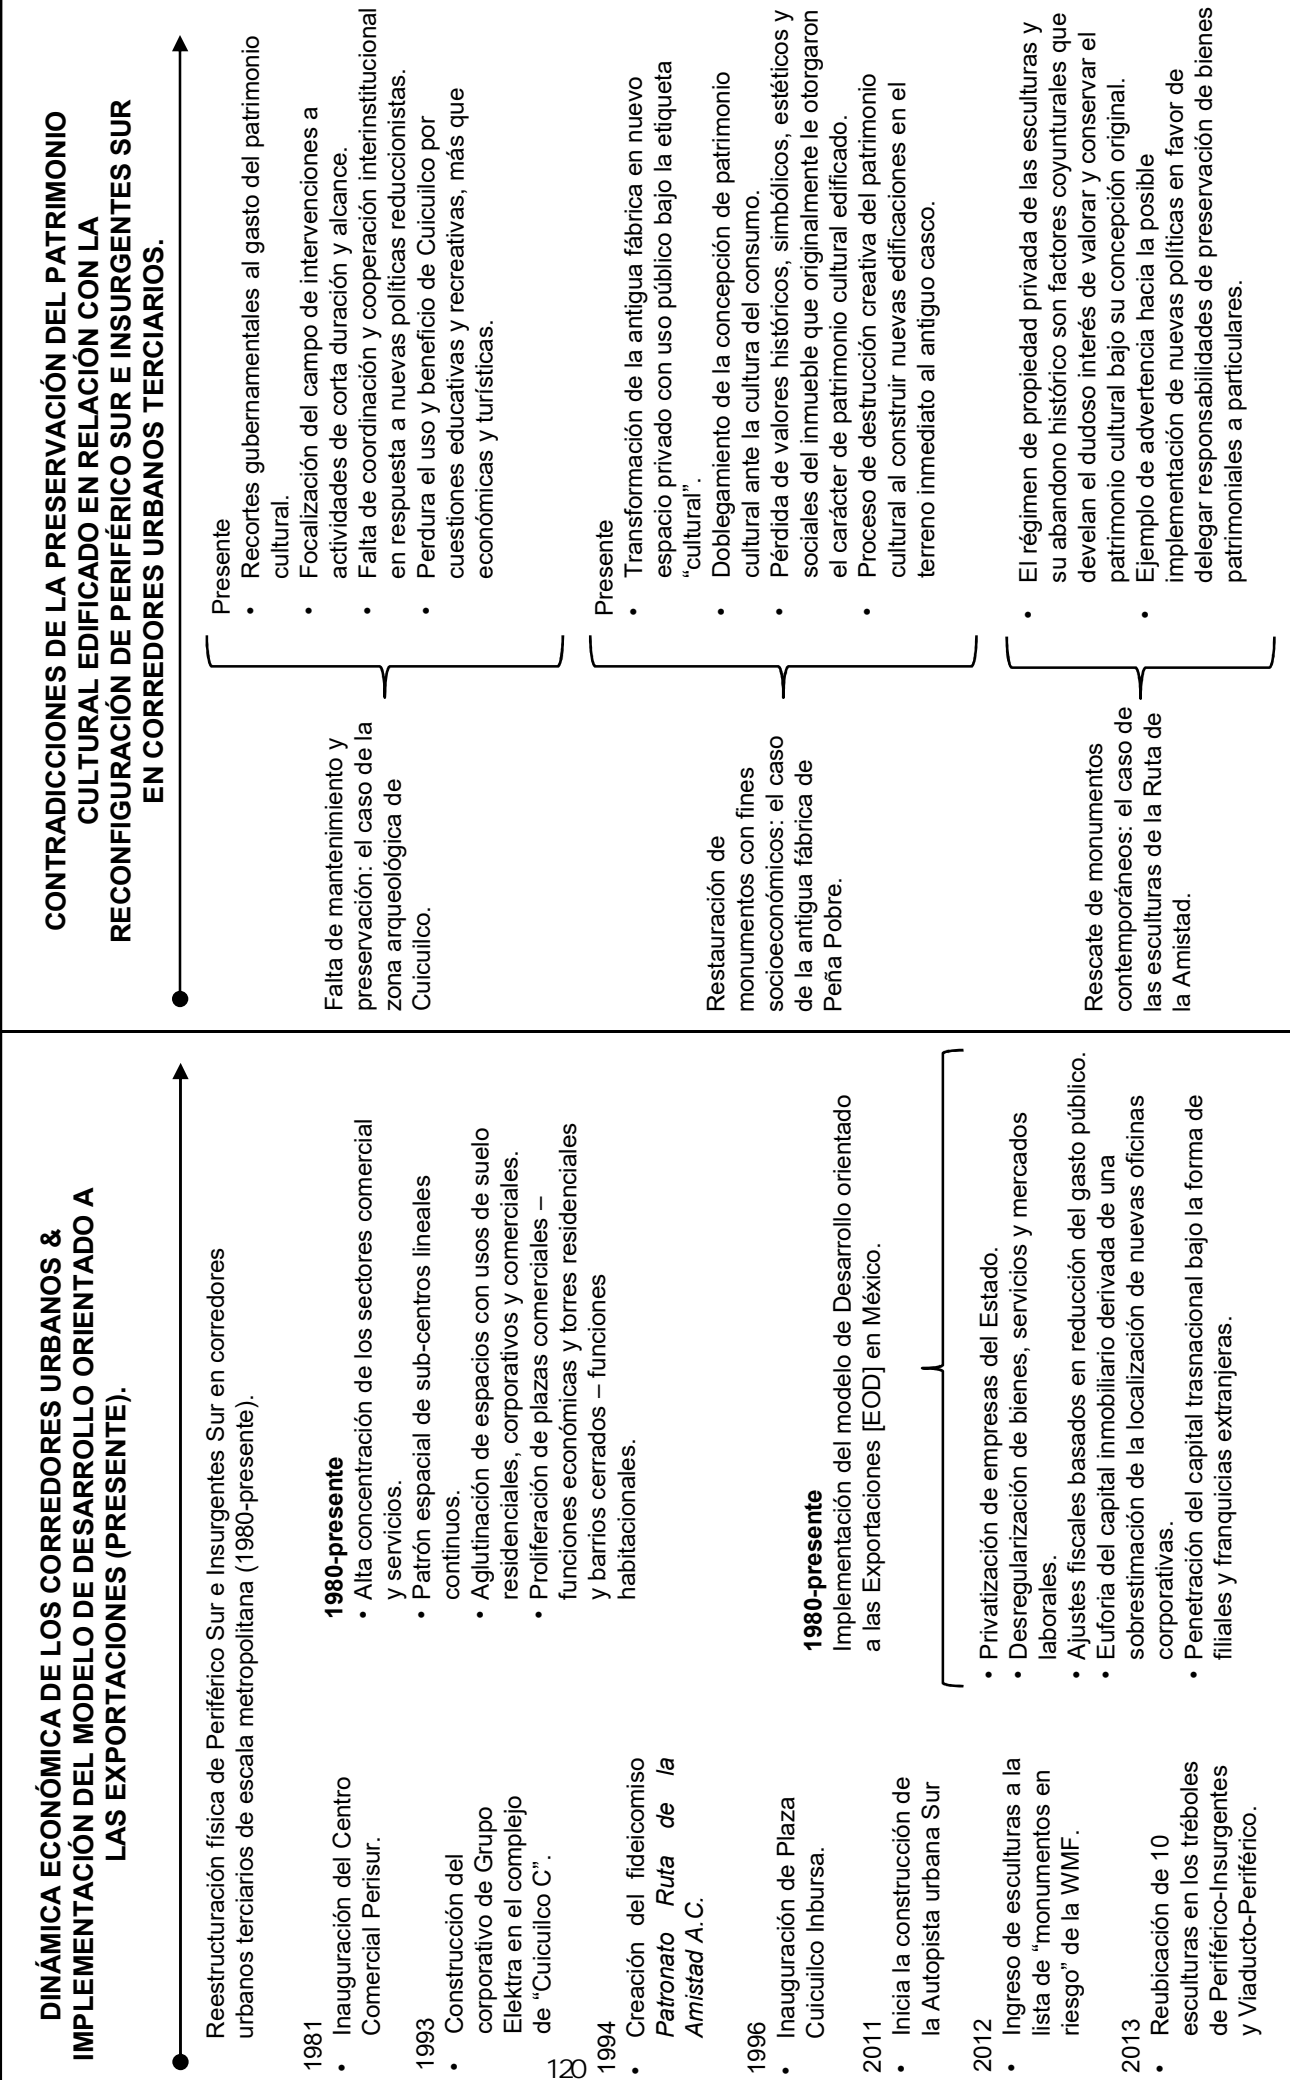 DINÁMICA ECONÓMICA DE LOS CORREDORES URBANOS &
IMPLEMENTACIÓN DEL MODELO DE DESARROLLO ORIENTADO A
LAS EXPORTACIONES (PRESENTE).
Reestructuración física de Periférico Sur e Insurgentes Sur en corredores
urbanos terciarios de escala metropolitana (1980-presente).
1981
• Inauguración del Centro
Comercial Perisur.
1993
• Construcción del
corporativo de Grupo
Elektra en el complejo
de “Cuicuilco C”.
1994
• Creación del fideicomiso
Patronato Ruta de la
Amistad A.C.
1996
• Inauguración de Plaza
Cuicuilco Inbursa.
2011
• Inicia la construcción de
la Autopista urbana Sur
2012
• Ingreso de esculturas a la
lista de “monumentos en
riesgo” de la WMF.
2013
• Reubicación de 10
esculturas en los tréboles
de Periférico-Insurgentes
y Viaducto-Periférico.
1980-presente
• Alta concentración de los sectores comercial
y servicios.
• Patrón espacial de sub-centros lineales
continuos.
• Aglutinación de espacios con usos de suelo
residenciales, corporativos y comerciales.
• Proliferación de plazas comerciales –
funciones económicas y torres residenciales
y barrios cerrados – funciones
habitacionales.
1980-presente
Implementación del modelo de Desarrollo orientado
a las Exportaciones [EOD] en México.
• Privatización de empresas del Estado.
• Desregularización de bienes, servicios y mercados
laborales.
• Ajustes fiscales basados en reducción del gasto público.
• Euforia del capital inmobiliario derivada de una
sobrestimación de la localización de nuevas oficinas
corporativas.
• Penetración del capital trasnacional bajo la forma de
filiales y franquicias extranjeras.
CONTRADICCIONES DE LA PRESERVACIÓN DEL PATRIMONIO
CULTURAL EDIFICADO EN RELACIÓN CON LA
RECONFIGURACIÓN DE PERIFÉRICO SUR E INSURGENTES SUR
EN CORREDORES URBANOS TERCIARIOS.
Falta de mantenimiento y
preservación: el caso de la
zona arqueológica de
Cuicuilco.
Presente
• Recortes gubernamentales al gasto del patrimonio
cultural.
• Focalización del campo de intervenciones a
actividades de corta duración y alcance.
• Falta de coordinación y cooperación interinstitucional
en respuesta a nuevas políticas reduccionistas.
• Perdura el uso y beneficio de Cuicuilco por
cuestiones educativas y recreativas, más que
económicas y turísticas.
Restauración de
monumentos con fines
socioeconómicos: el caso
de la antigua fábrica de
Peña Pobre.
Presente
• Transformación de la antigua fábrica en nuevo
espacio privado con uso público bajo la etiqueta
“cultural”.
• Doblegamiento de la concepción de patrimonio
cultural ante la cultura del consumo.
• Pérdida de valores históricos, simbólicos, estéticos y
sociales del inmueble que originalmente le otorgaron
el carácter de patrimonio cultural edificado.
• Proceso de destrucción creativa del patrimonio
cultural al construir nuevas edificaciones en el
terreno inmediato al antiguo casco.
Rescate de monumentos
contemporáneos: el caso de
las esculturas de la Ruta de
la Amistad.
• El régimen de propiedad privada de las esculturas y
su abandono histórico son factores coyunturales que
develan el dudoso interés de valorar y conservar el
patrimonio cultural bajo su concepción original.
• Ejemplo de advertencia hacia la posible
implementación de nuevas políticas en favor de
delegar responsabilidades de preservación de bienes
patrimoniales a particulares.
120